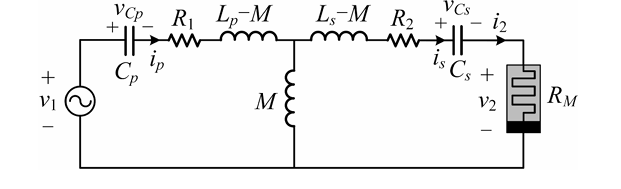 v_Cp L_p–M L_s–M v_Cs
+ – R_1 R_2 + – i_2
i_p i_s
C_p C_s +
+ M v_2 R_M
v_1 –
–